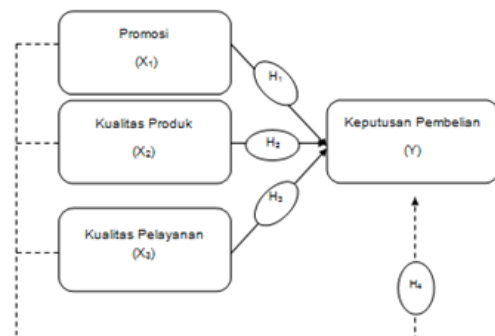 Promosi
(X₁)
H₁
Kualitas Produk
(X₂)
H₂
Keputusan Pembelian
(Y)
H₃
Kualitas Pelayanan
(X₃)
H₄